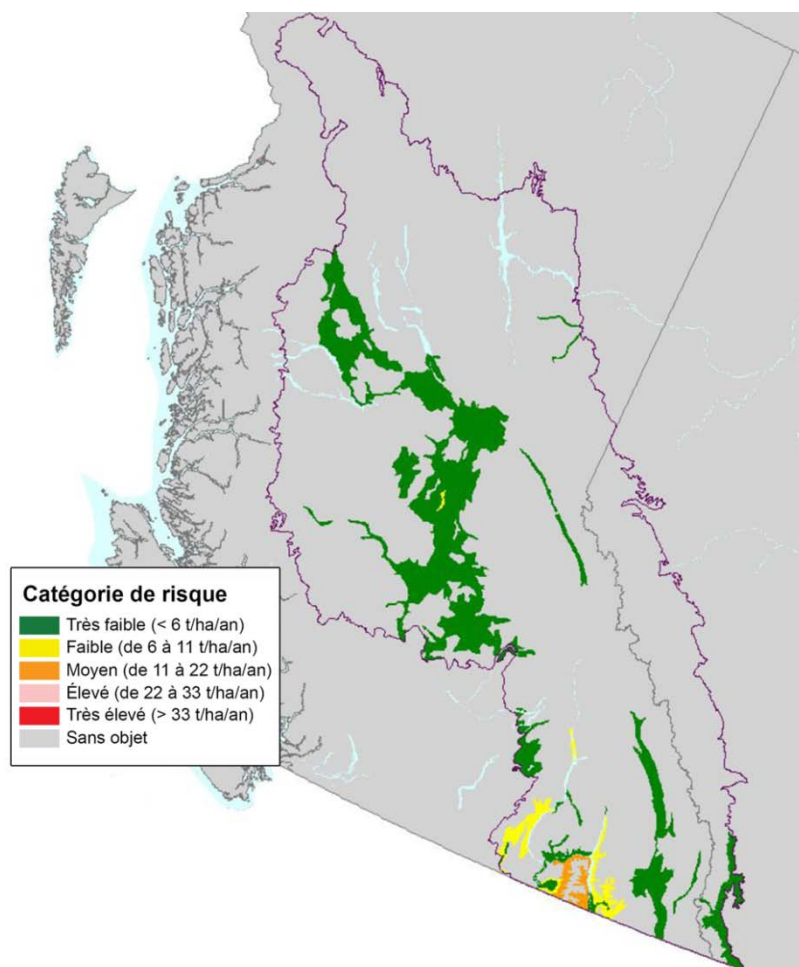 Catégorie de risque
Très faible (< 6 t/ha/an)
Faible (de 6 à 11 t/ha/an)
Moyen (de 11 à 22 t/ha/an)
Élevé (de 22 à 33 t/ha/an)
Très élevé (> 33 t/ha/an)
Sans objet